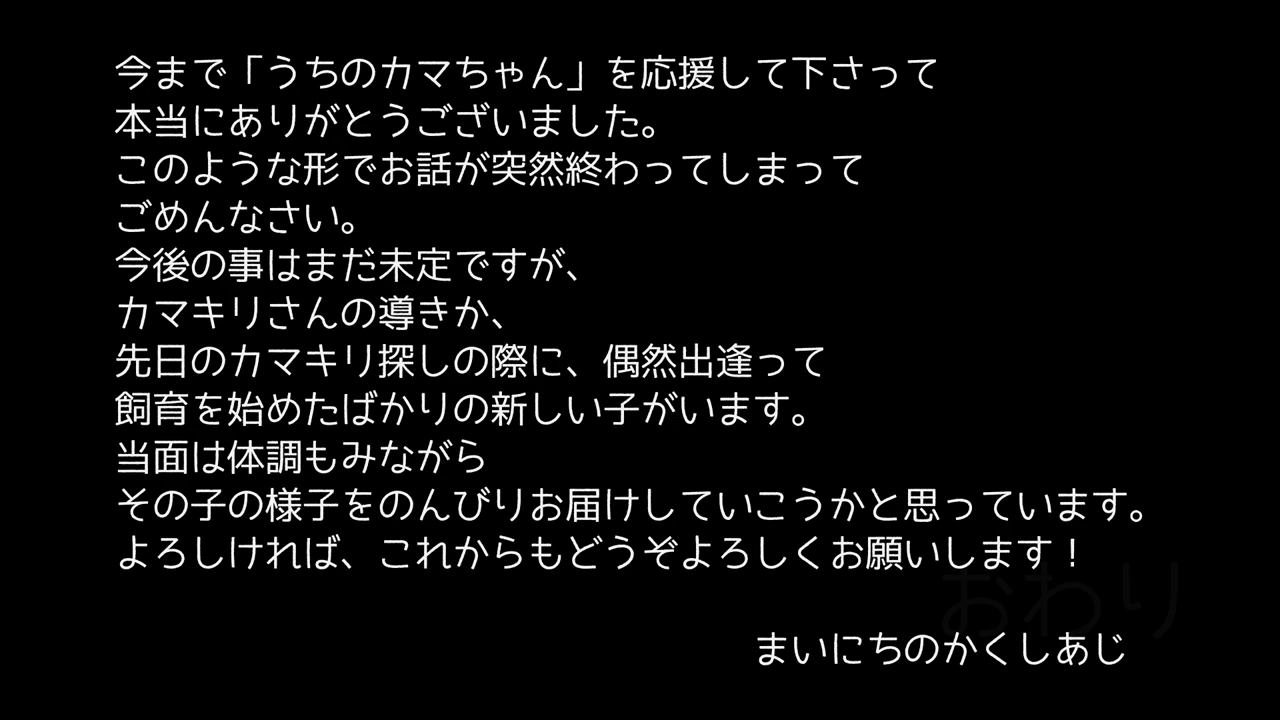 今まで「うちのカマちゃん」を応援して下さって
本当にありがとうございました。
このような形でお話が突然終わってしまって
ごめんなさい。
今後の事はまだ未定ですが、
カマキリさんの導きか、
先日のカマキリ探しの際に、偶然出逢って
飼育を始めたばかりの新しい子がいます。
当面は体調もみながら
その子の様子をのんびりお届けしていこうかと思っています。
よろしければ、これからもどうぞよろしくお願いします！
おわり
まいにちのかくしあじ